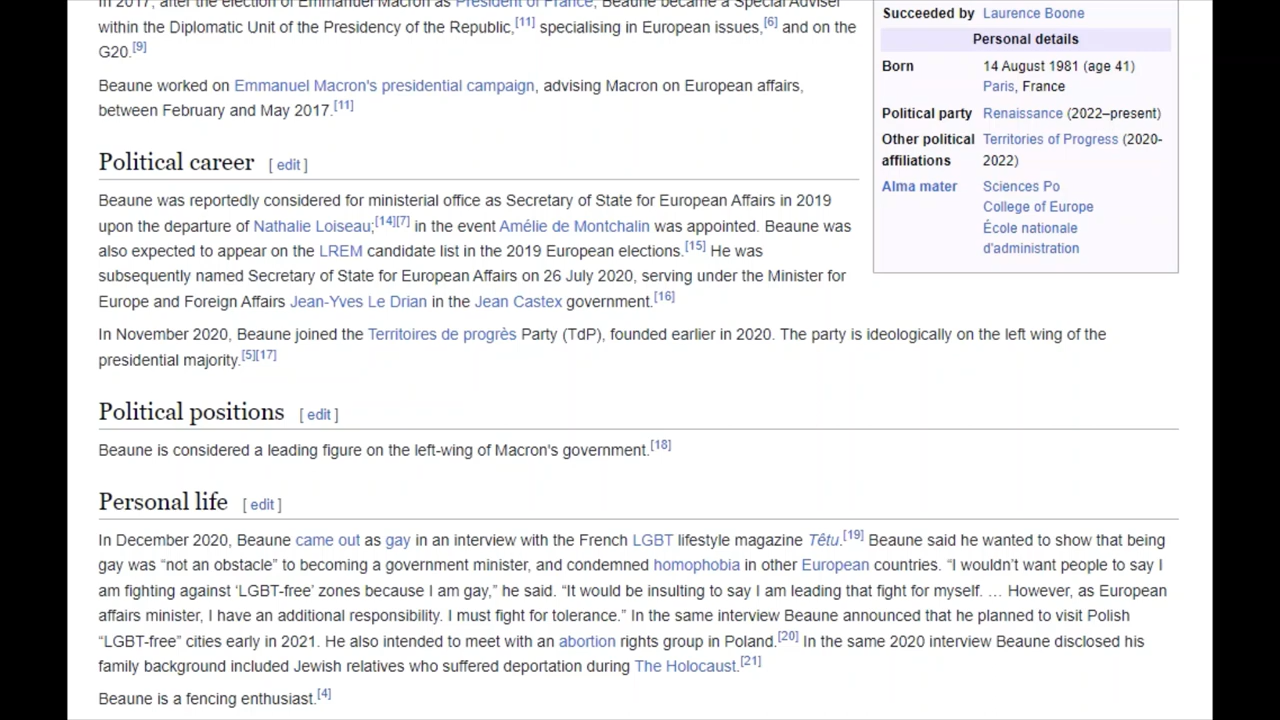 In 2017, after the election of Emmanuel Macron as President of France, Beaune became a Special Adviser
within the Diplomatic Unit of the Presidency of the Republic,[11] specialising in European issues,[6] and on the
G20.[9]
Beaune worked on Emmanuel Macron's presidential campaign, advising Macron on European affairs,
between February and May 2017.[11]
Political career [ edit ]
Beaune was reportedly considered for ministerial office as Secretary of State for European Affairs in 2019
upon the departure of Nathalie Loiseau;[14][7] in the event Amélie de Montchalin was appointed. Beaune was
also expected to appear on the LREM candidate list in the 2019 European elections.[15] He was
subsequently named Secretary of State for European Affairs on 26 July 2020, serving under the Minister for
Europe and Foreign Affairs Jean-Yves Le Drian in the Jean Castex government.[16]
In November 2020, Beaune joined the Territoires de progrès Party (TdP), founded earlier in 2020. The party is ideologically on the left wing of the
presidential majority.[5][17]
Political positions [ edit ]
Beaune is considered a leading figure on the left-wing of Macron's government.[18]
Personal life [ edit ]
In December 2020, Beaune came out as gay in an interview with the French LGBT lifestyle magazine Têtu.[19] Beaune said he wanted to show that being
gay was “not an obstacle” to becoming a government minister, and condemned homophobia in other European countries. “I wouldn’t want people to say I
am fighting against ‘LGBT-free’ zones because I am gay,” he said. “It would be insulting to say I am leading that fight for myself. … However, as European
affairs minister, I have an additional responsibility. I must fight for tolerance.” In the same interview Beaune announced that he planned to visit Polish
“LGBT-free” cities early in 2021. He also intended to meet with an abortion rights group in Poland.[20] In the same 2020 interview Beaune disclosed his
family background included Jewish relatives who suffered deportation during The Holocaust.[21]
Beaune is a fencing enthusiast.[4]
Succeeded by Laurence Boone
Personal details
Born 14 August 1981 (age 41)
Paris, France
Political party Renaissance (2022–present)
Other political Territories of Progress (2020-
affiliations 2022)
Alma mater Sciences Po
College of Europe
École nationale
d'administration